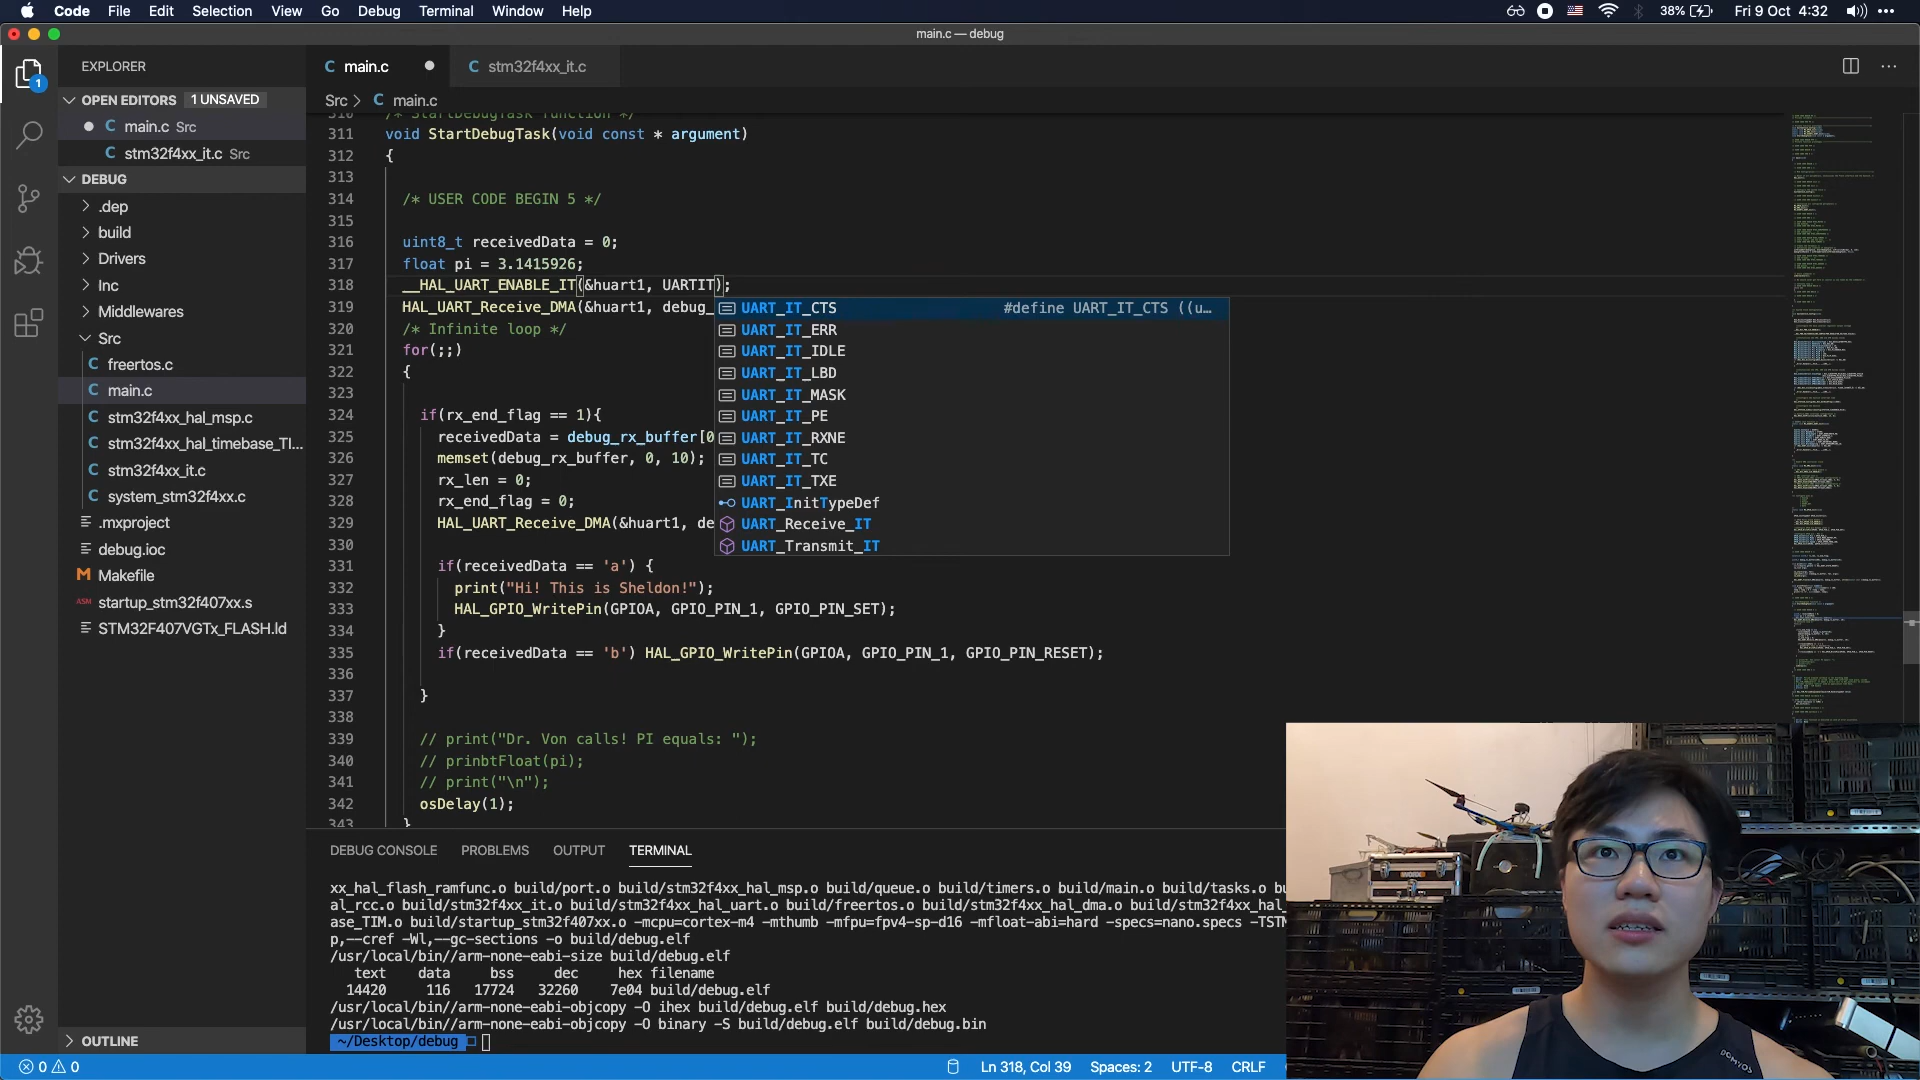 Code File Edit Selection View Go Debug Terminal Window Help 38% Fri 9 Oct 4:32
main.c — debug
EXPLORER
OPEN EDITORS 1 UNSAVED
C main.c Src
C stm32f4xx_it.c Src
DEBUG
.dep
build
Drivers
Inc
Middlewares
Src
C freertos.c
C main.c
C stm32f4xx_hal_msp.c
C stm32f4xx_hal_timebase_TI...
C stm32f4xx_it.c
C system_stm32f4xx.c
.mxproject
debug.ioc
M Makefile
ASM startup_stm32f407xx.s
STM32F407VGTx_FLASH.ld
OUTLINE
1
C main.c
C stm32f4xx_it.c
Src > C main.c
310 /* StartDebugTask function */
311 void StartDebugTask(void const * argument)
312 {
313
314 /* USER CODE BEGIN 5 */
315
316 uint8_t receivedData = 0;
317 float pi = 3.1415926;
318 __HAL_UART_ENABLE_IT(&huart1, UARTIT);
319 HAL_UART_Receive_DMA(&huart1, debug_
320 /* Infinite loop */
321 for(;;)
322 {
323
324 if(rx_end_flag == 1){
325 receivedData = debug_rx_buffer[0
326 memset(debug_rx_buffer, 0, 10);
327 rx_len = 0;
328 rx_end_flag = 0;
329 HAL_UART_Receive_DMA(&huart1, de
330
331 if(receivedData == 'a') {
332 print("Hi! This is Sheldon!");
333 HAL_GPIO_WritePin(GPIOA, GPIO_PIN_1, GPIO_PIN_SET);
334 }
335 if(receivedData == 'b') HAL_GPIO_WritePin(GPIOA, GPIO_PIN_1, GPIO_PIN_RESET);
336
337 }
338
339 // print("Dr. Von calls! PI equals: ");
340 // prinbtFloat(pi);
341 // print("\n");
342 osDelay(1);
343 }
UART_IT_CTS #define UART_IT_CTS ((u…
UART_IT_ERR
UART_IT_IDLE
UART_IT_LBD
UART_IT_MASK
UART_IT_PE
UART_IT_RXNE
UART_IT_TC
UART_IT_TXE
UART_InitTypeDef
UART_Receive_IT
UART_Transmit_IT
DEBUG CONSOLE PROBLEMS OUTPUT TERMINAL
xx_hal_flash_ramfunc.o build/port.o build/stm32f4xx_hal_msp.o build/queue.o build/timers.o build/main.o build/tasks.o bu
al_rcc.o build/stm32f4xx_it.o build/stm32f4xx_hal_uart.o build/freertos.o build/stm32f4xx_hal_dma.o build/stm32f4xx_hal_
ase_TIM.o build/startup_stm32f407xx.o -mcpu=cortex-m4 -mthumb -mfpu=fpv4-sp-d16 -mfloat-abi=hard -specs=nano.specs -TSTM
p,--cref -Wl,--gc-sections -o build/debug.elf
/usr/local/bin//arm-none-eabi-size build/debug.elf
text data bss dec hex filename
14420 116 17724 32260 7e04 build/debug.elf
/usr/local/bin//arm-none-eabi-objcopy -O ihex build/debug.elf build/debug.hex
/usr/local/bin//arm-none-eabi-objcopy -O binary -S build/debug.elf build/debug.bin
~/Desktop/debug
DOMYOS
0 0 Ln 318, Col 39 Spaces: 2 UTF-8 CRLF